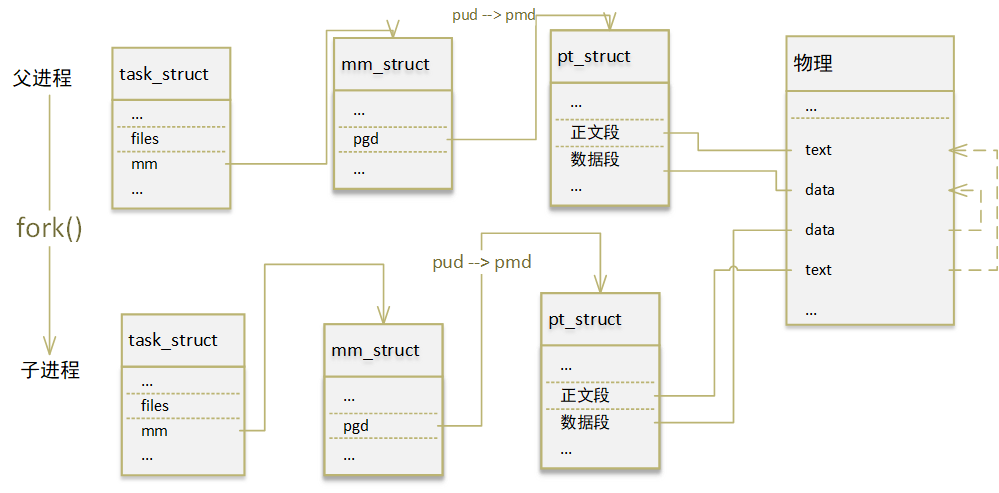 pud --> pmd
父进程
task_struct
...
files
mm
...
mm_struct
...
pgd
...
pt_struct
...
正文段
数据段
...
物理
...
text
data
data
text
...
fork()
pud --> pmd
子进程
task_struct
...
files
mm
...
mm_struct
...
pgd
...
pt_struct
...
正文段
数据段
...